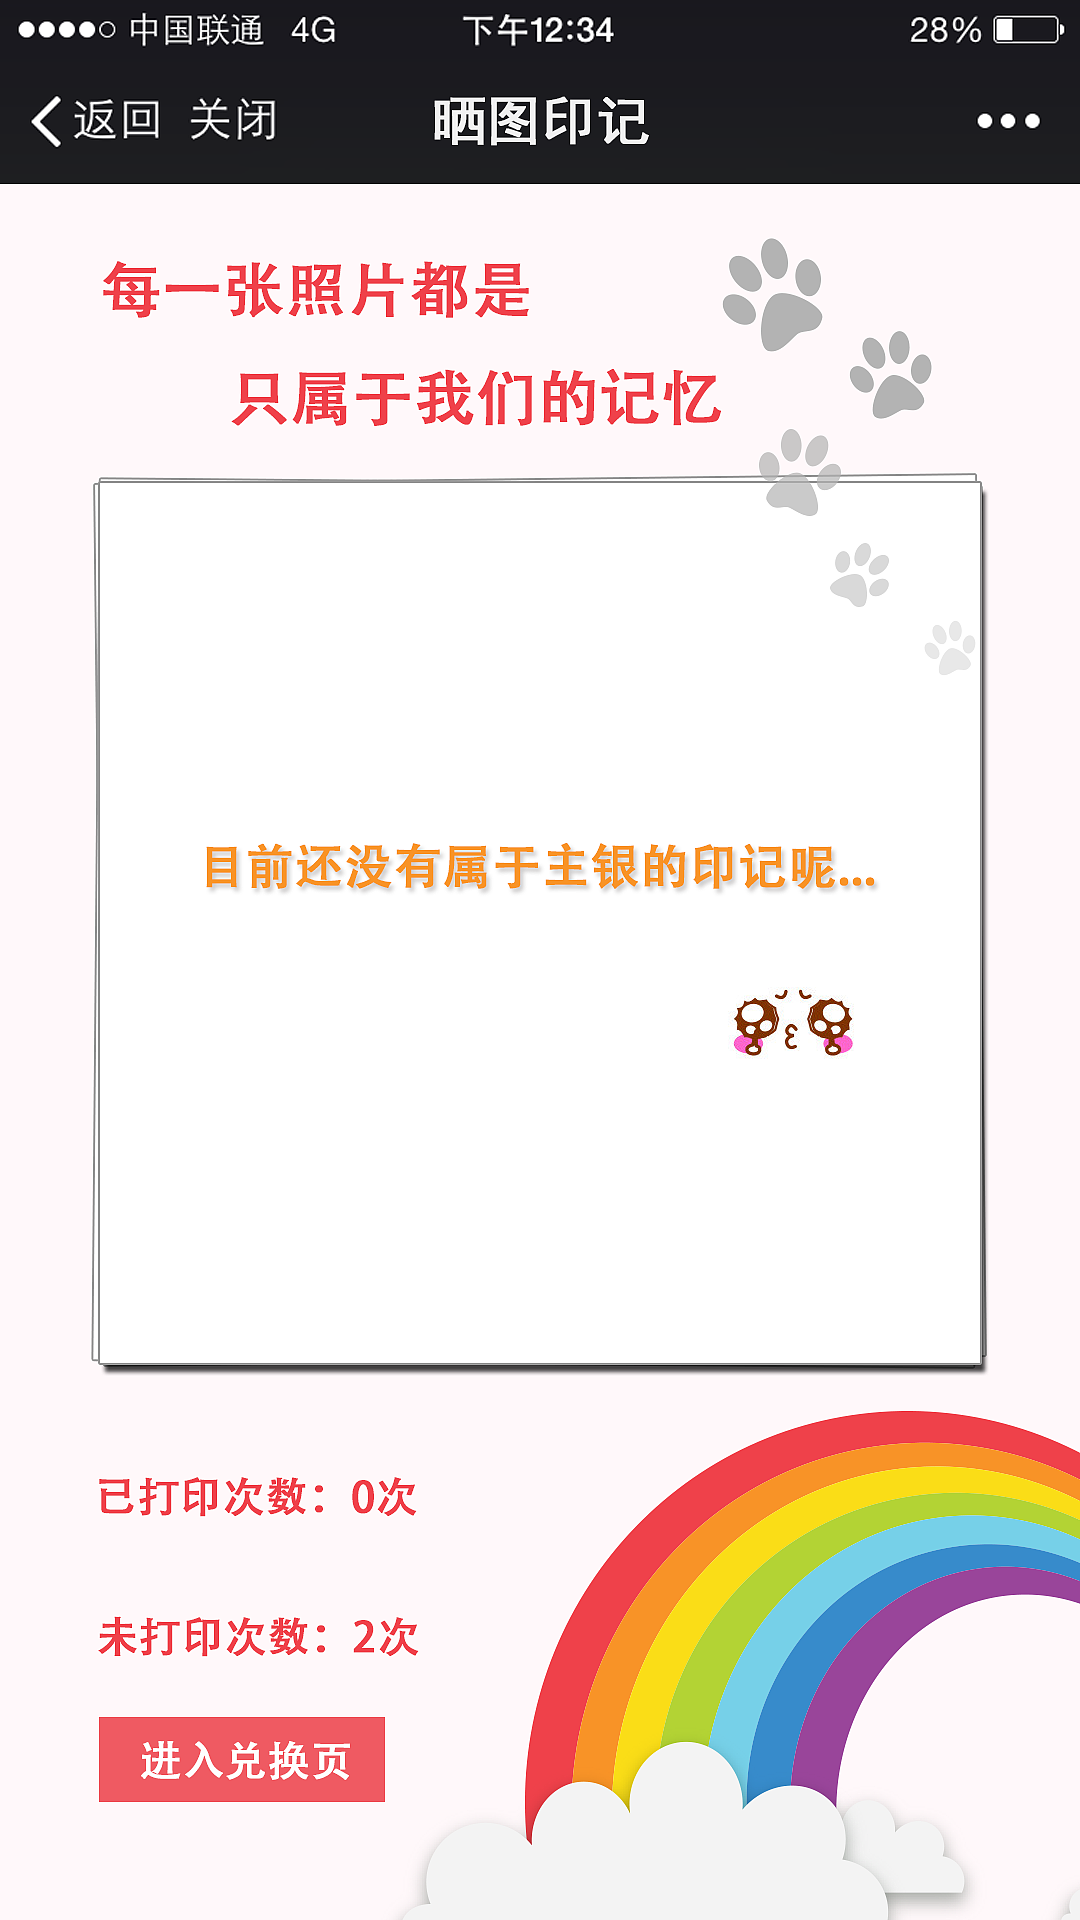 中国联通 4G 下午12:34 28%
返回 关闭 晒图印记
每一张照片都是
只属于我们的记忆
目前还没有属于主银的印记呢...
已打印次数：0次
未打印次数：2次
进入兑换页